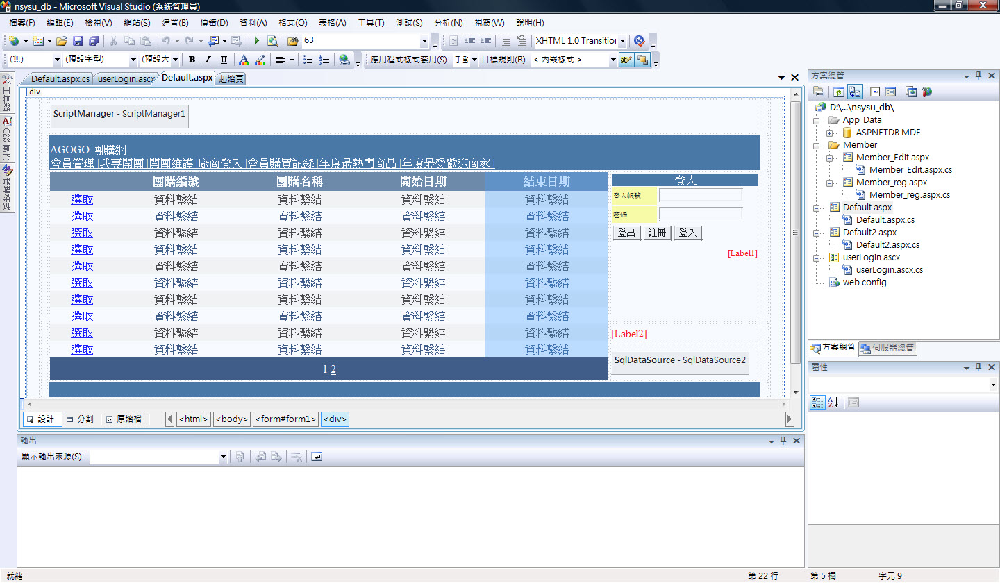 nsysu_db - Microsoft Visual Studio (系統管理員)
檔案(F) 編輯(E) 檢視(V) 網站(S) 建置(B) 偵錯(D) 資料(A) 格式(O) 表格(A) 工具(T) 測試(S) 分析(N) 視窗(W) 說明(H)
63 XHTML 1.0 Transition
(無) (預設字型) (預設大 B I U 應用程式樣式套用(S): 手動 目標規則(R): < 內嵌樣式 >
Default.aspx.cs userLogin.ascx Default.aspx 起始頁
工具箱
CSS 屬性
管理樣式
div
ScriptManager - ScriptManager1
AGOGO 團購網
會員管理 |我要開團 |開團維護 |廠商登入 |會員購買記錄 |年度最熱門商品 |年度最受歡迎商家 |
團購編號 團購名稱 開始日期 結束日期
選取 資料繫結 資料繫結 資料繫結 資料繫結
選取 資料繫結 資料繫結 資料繫結 資料繫結
選取 資料繫結 資料繫結 資料繫結 資料繫結
選取 資料繫結 資料繫結 資料繫結 資料繫結
選取 資料繫結 資料繫結 資料繫結 資料繫結
選取 資料繫結 資料繫結 資料繫結 資料繫結
選取 資料繫結 資料繫結 資料繫結 資料繫結
選取 資料繫結 資料繫結 資料繫結 資料繫結
選取 資料繫結 資料繫結 資料繫結 資料繫結
選取 資料繫結 資料繫結 資料繫結 資料繫結
1 2
登入
登入帳號
密碼
登出 註冊 登入
[Label1]
[Label2]
SqlDataSource - SqlDataSource2
設計 分割 原始檔 <html> <body> <form#form1> <div>
輸出
顯示輸出來源(S):
方案總管
D:\...\nsysu_db\
App_Data
ASPNETDB.MDF
Member
Member_Edit.aspx
Member_Edit.aspx.cs
Member_reg.aspx
Member_reg.aspx.cs
Default.aspx
Default.aspx.cs
Default2.aspx
Default2.aspx.cs
userLogin.ascx
userLogin.ascx.cs
web.config
方案總管 伺服器總管
屬性
就緒 第 22 行 第 5 欄 字元 9